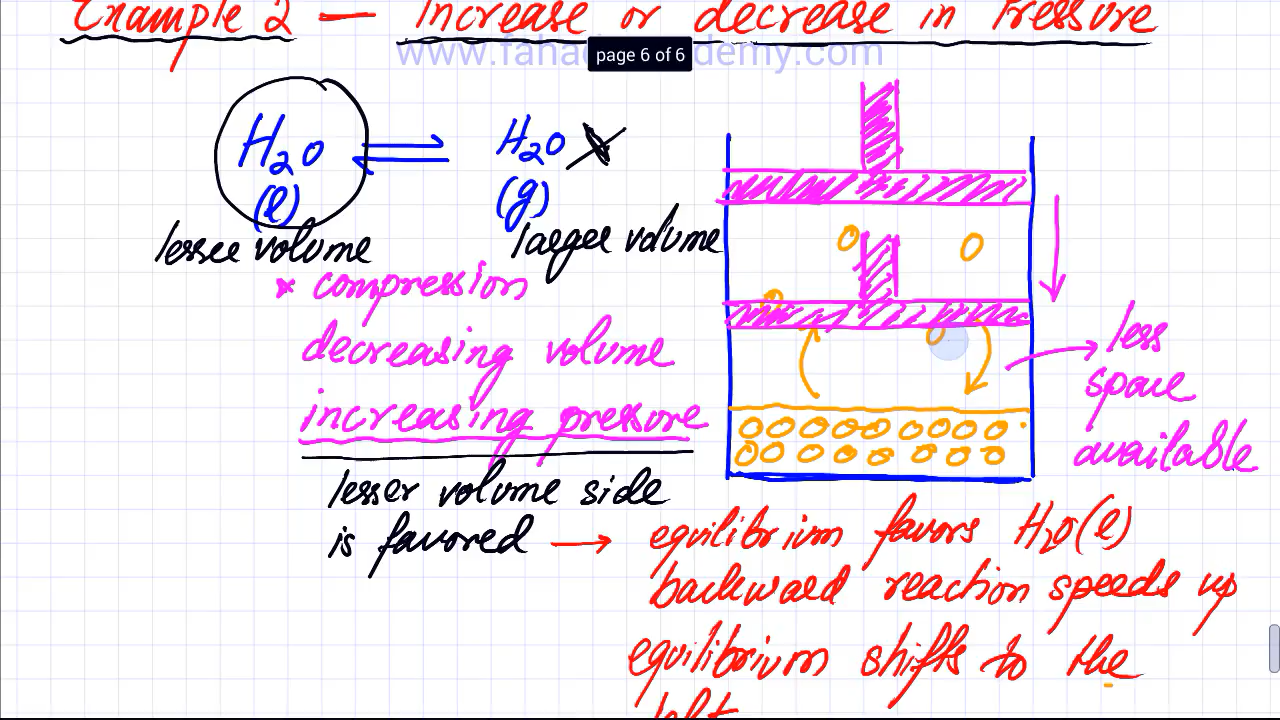 Example 2 — Increase or decrease in Pressure
page 6 of 6
H₂O ⇌ H₂O
(l) (g)
lesser volume larger volume
* compression
decreasing volume
increasing pressure
lesser volume side
is favored →
less
space
available
equilibrium favors H₂O(l)
backward reaction speeds up
equilibrium shifts to the
left